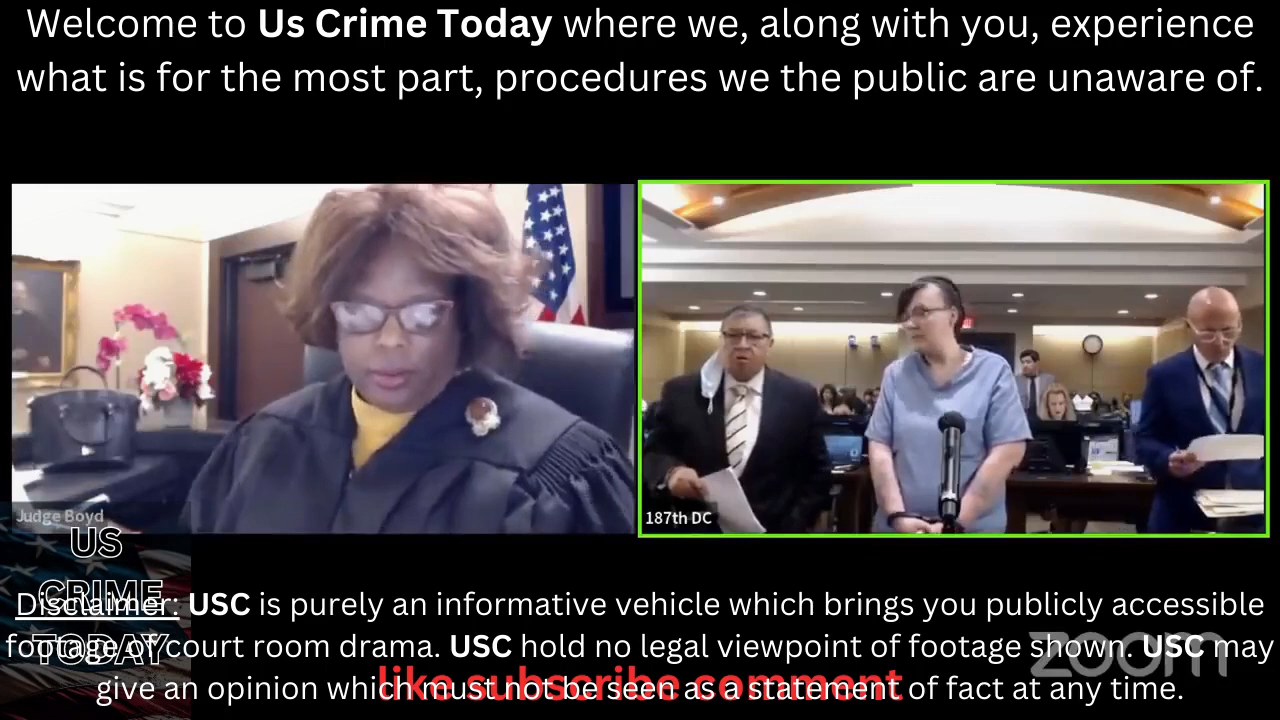 Welcome to Us Crime Today where we, along with you, experience
what is for the most part, procedures we the public are unaware of.
Judge Boyd
187th DC
US
CRIME
TODAY
Disclaimer: USC is purely an informative vehicle which brings you publicly accessible
footage of court room drama. USC hold no legal viewpoint of footage shown. USC may
give an opinion which must not be seen as a statement of fact at any time.
like subscribe comment
zoom